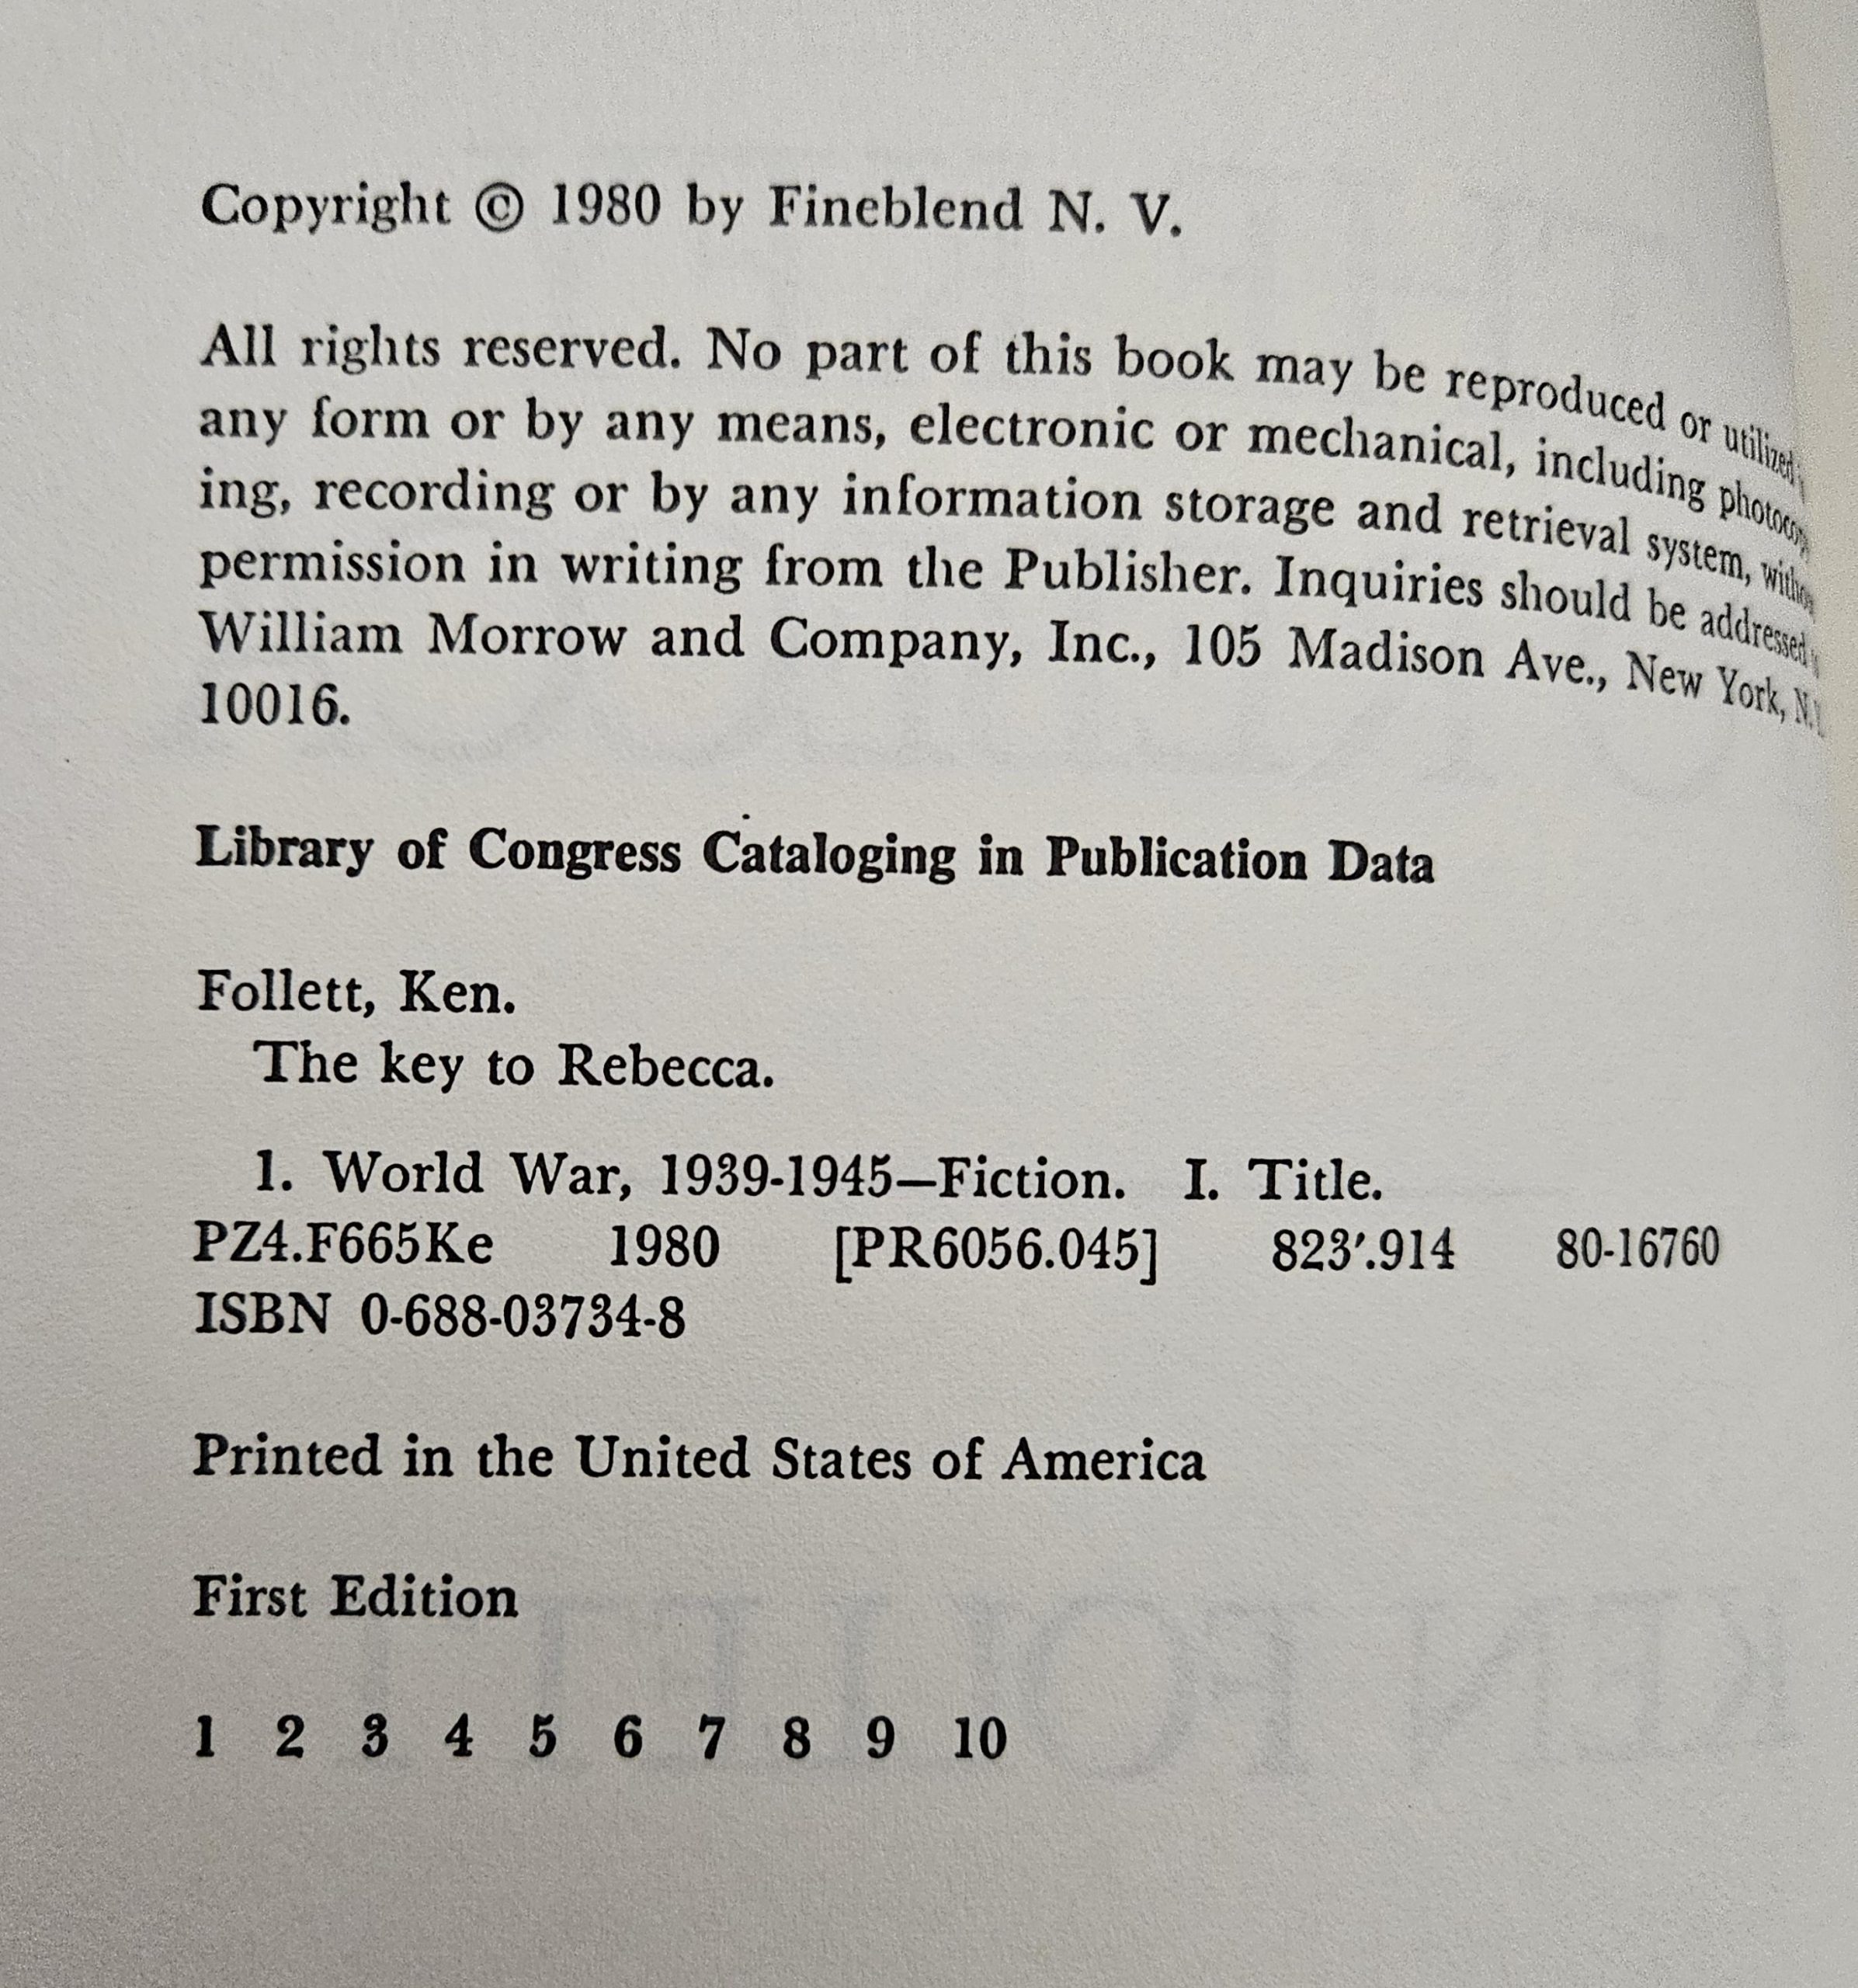 Copyright © 1980 by Fineblend N. V.
All rights reserved. No part of this book may be reproduced or utilized
any form or by any means, electronic or mechanical, including
ing, recording or by any information storage and retrieval system,
permission in writing from the Publisher. Inquiries should be addressed
William Morrow and Company, Inc., 105 Madison Ave., New York,
10016.
Library of Congress Cataloging in Publication Data
Follett, Ken.
The key to Rebecca.
1. World War, 1939-1945—Fiction. I. Title.
PZ4.F665Ke 1980 [PR6056.045] 823′.914 80-16760
ISBN 0-688-03734-8
Printed in the United States of America
First Edition
1 2 3 4 5 6 7 8 9 10